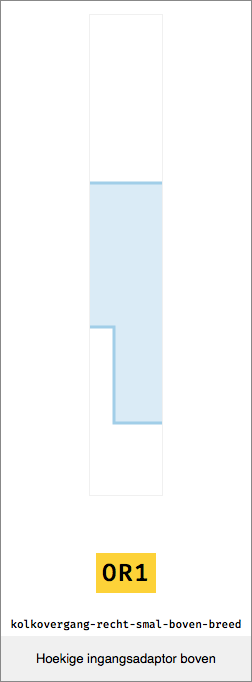 OR1
kolkovergang-recht-smal-boven-breed
Hoekige ingangsadaptor boven